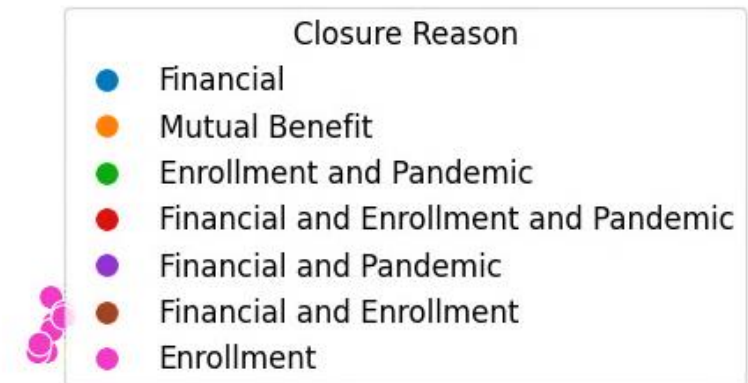 Closure Reason
Financial
Mutual Benefit
Enrollment and Pandemic
Financial and Enrollment and Pandemic
Financial and Pandemic
Financial and Enrollment
Enrollment